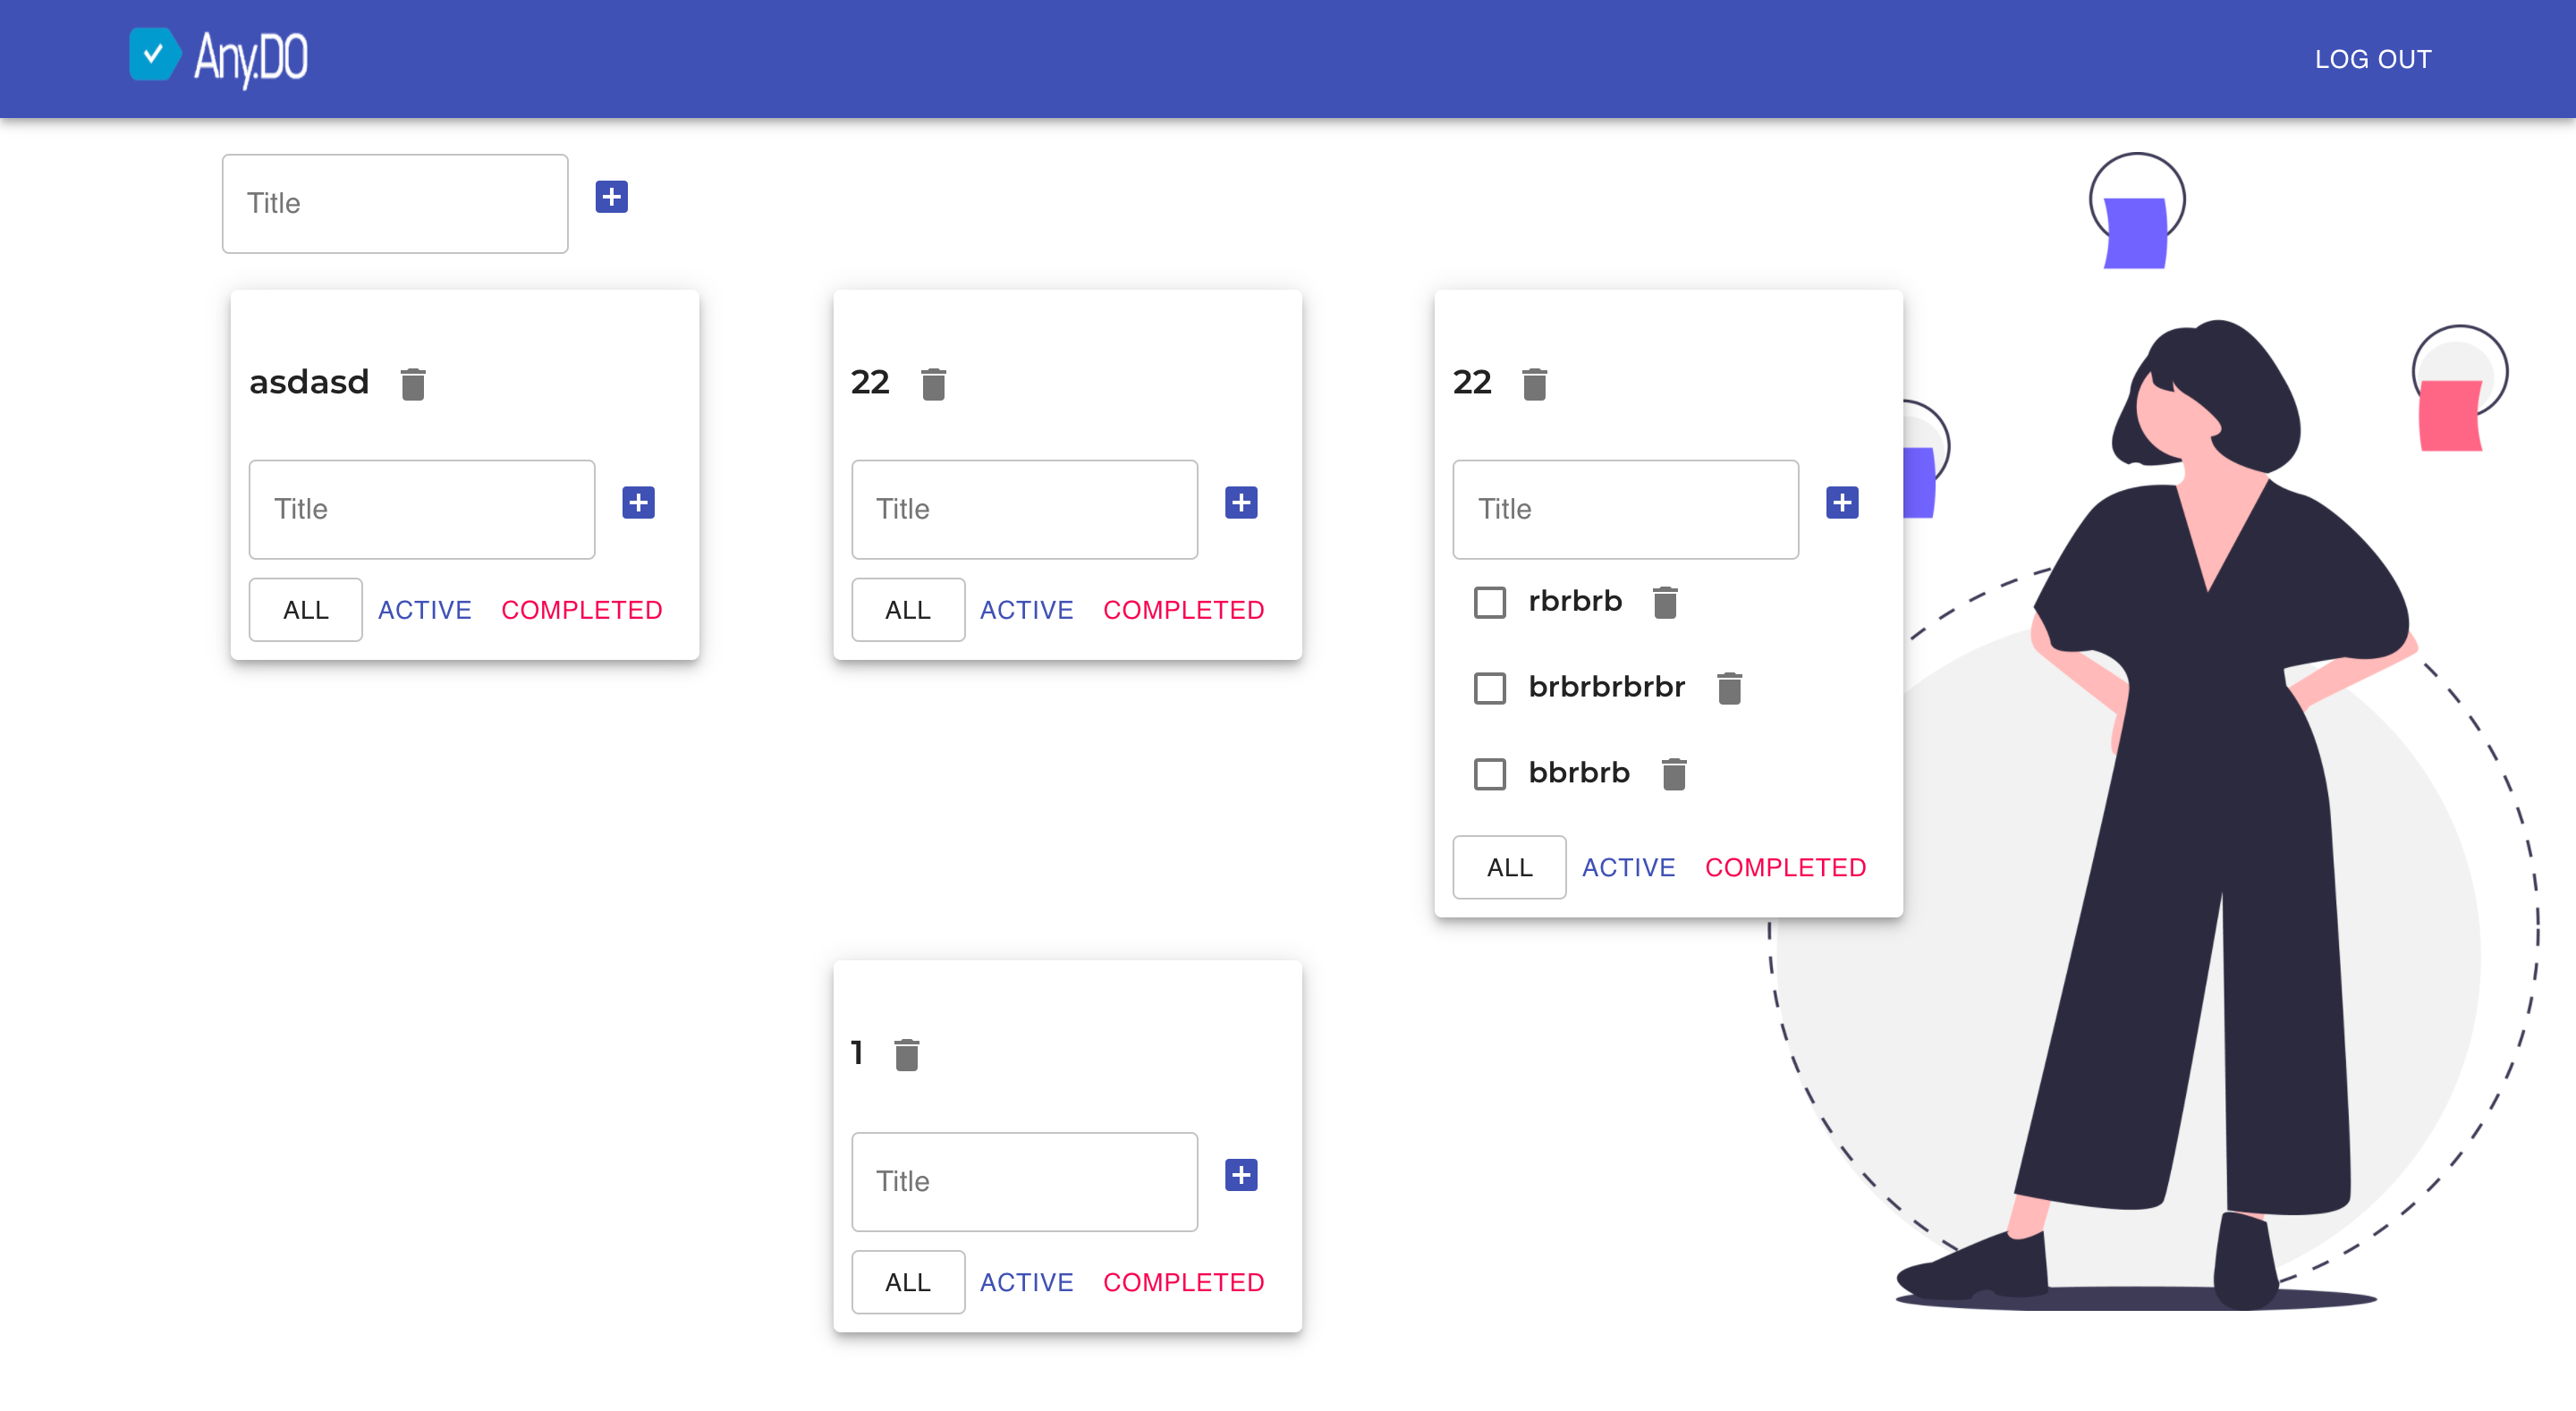 Any.DO
LOG OUT
Title
asdasd
Title
ALL ACTIVE COMPLETED
22
Title
ALL ACTIVE COMPLETED
22
Title
rbrbrb
brbrbrbrbr
bbrbrb
ALL ACTIVE COMPLETED
1
Title
ALL ACTIVE COMPLETED